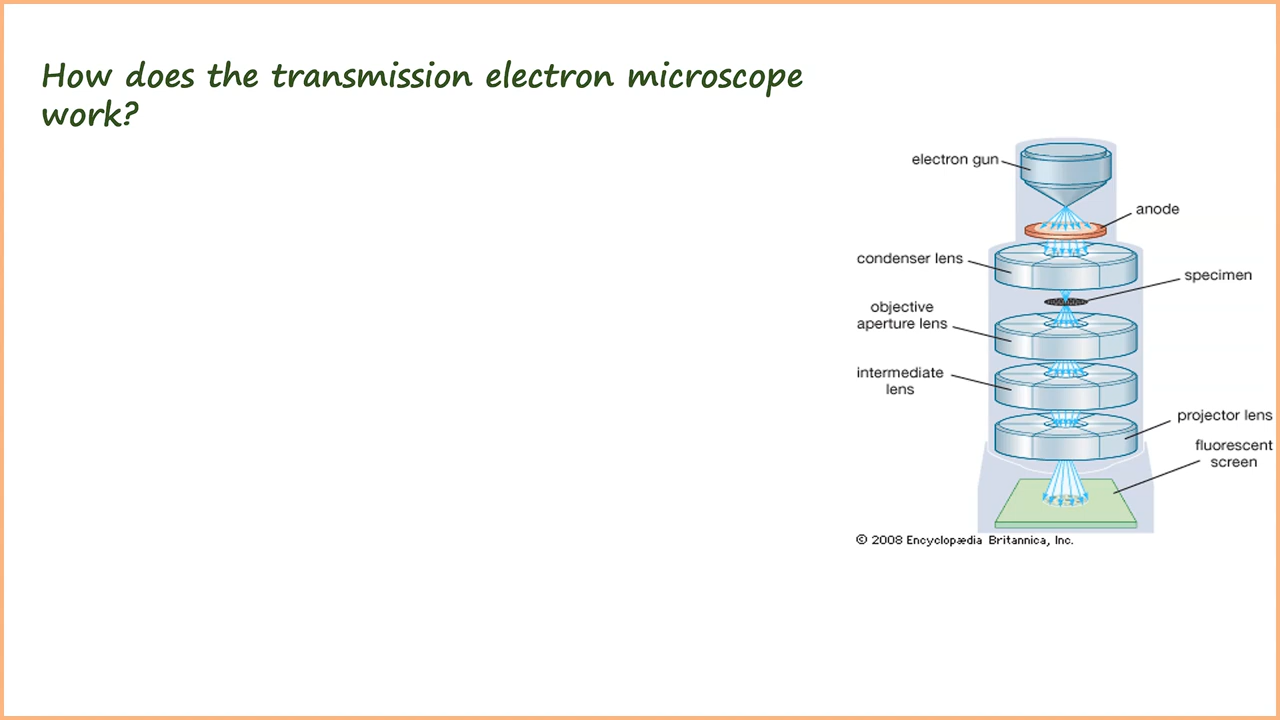 How does the transmission electron microscope
work?
electron gun
anode
condenser lens
specimen
objective
aperture lens
intermediate
lens
projector lens
fluorescent
screen
© 2008 Encyclopædia Britannica, Inc.